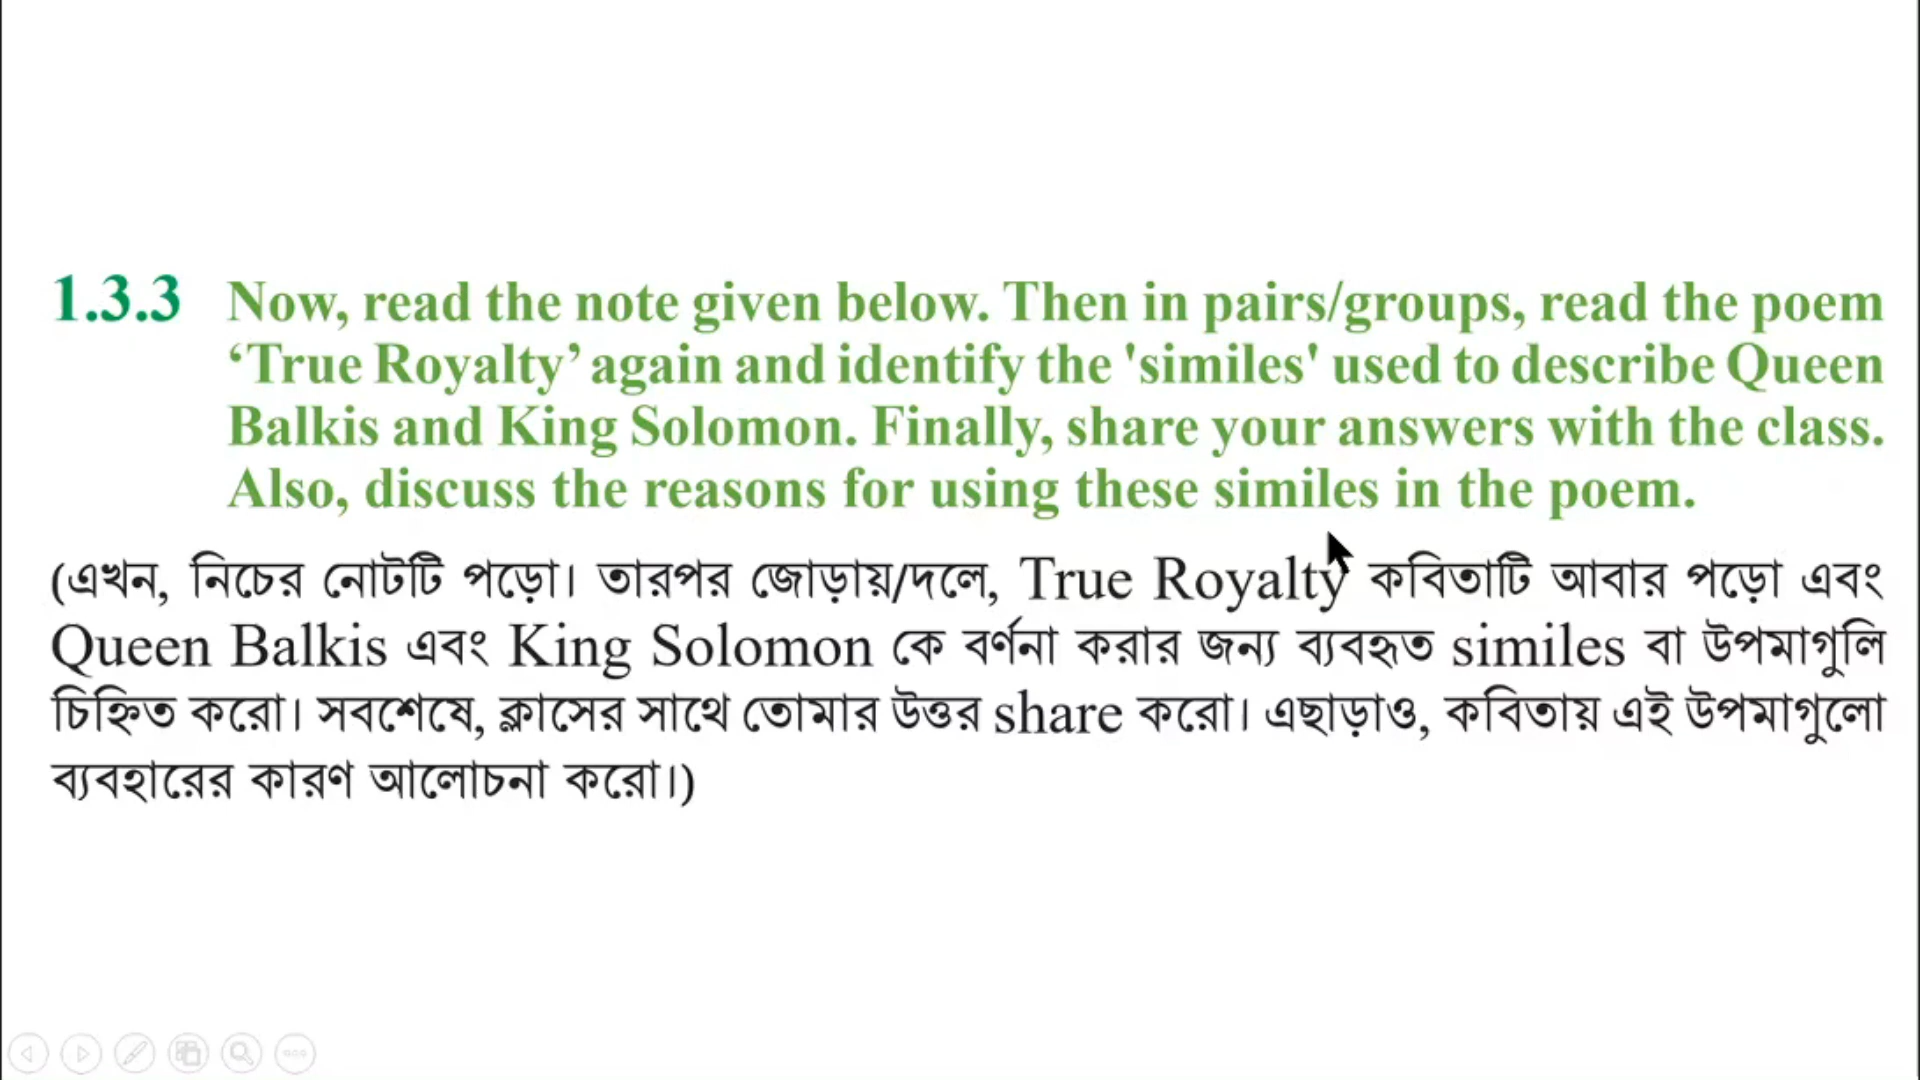 1.3.3 Now, read the note given below. Then in pairs/groups, read the poem
‘True Royalty’ again and identify the 'similes' used to describe Queen
Balkis and King Solomon. Finally, share your answers with the class.
Also, discuss the reasons for using these similes in the poem.
(এখন, নিচের নোটটি পড়ো। তারপর জোড়ায়/দলে, True Royalty কবিতাটি আবার পড়ো এবং
Queen Balkis এবং King Solomon কে বর্ণনা করার জন্য ব্যবহৃত similes বা উপমাগুলি
চিহ্নিত করো। সবশেষে, ক্লাসের সাথে তোমার উত্তর share করো। এছাড়াও, কবিতায় এই উপমাগুলো
ব্যবহারের কারণ আলোচনা করো।)